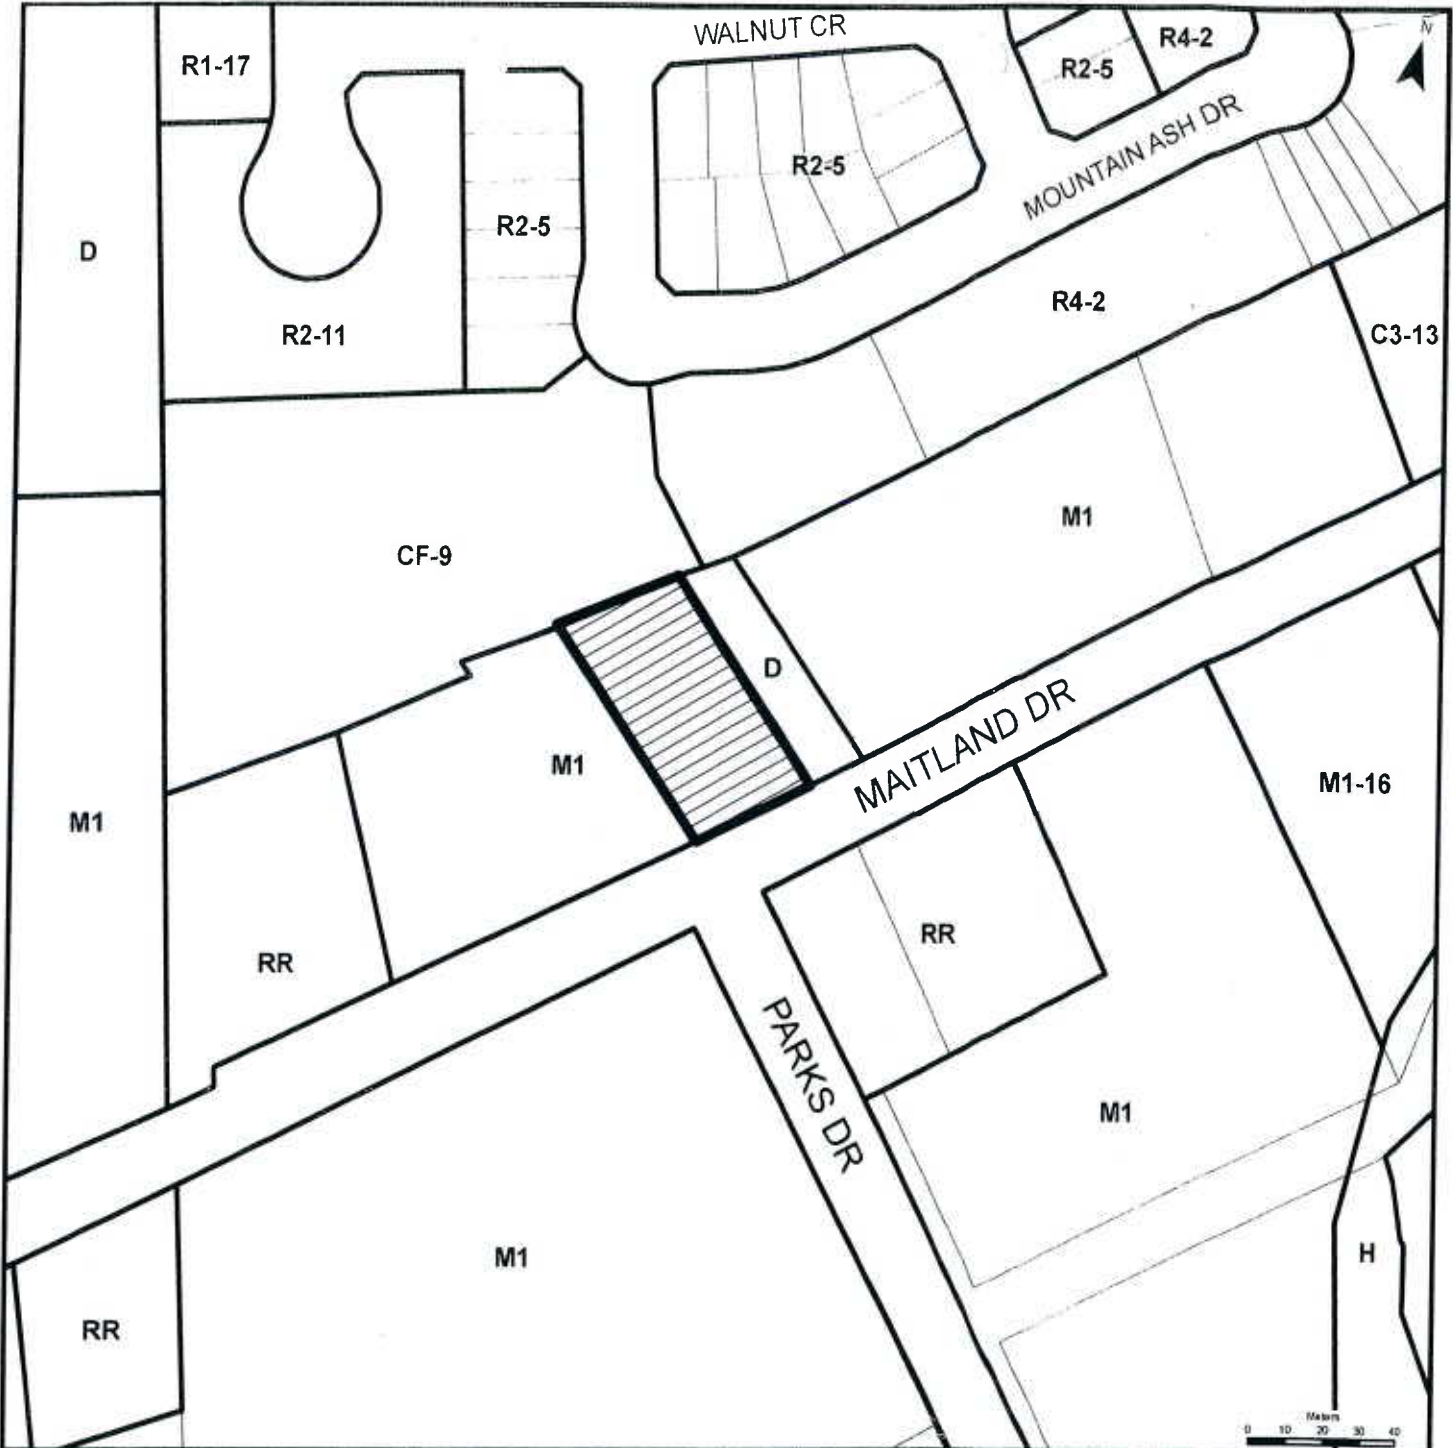 WALNUT CR
N
R1-17
R4-2
R2-5
MOUNTAIN ASH DR
R2-5
R2-5
D
R4-2
R2-11
C3-13
M1
CF-9
D
MAITLAND DR
M1
M1-16
M1
RR
RR
PARKS DR
M1
M1
H
RR
Meters
0 10 20 30 40